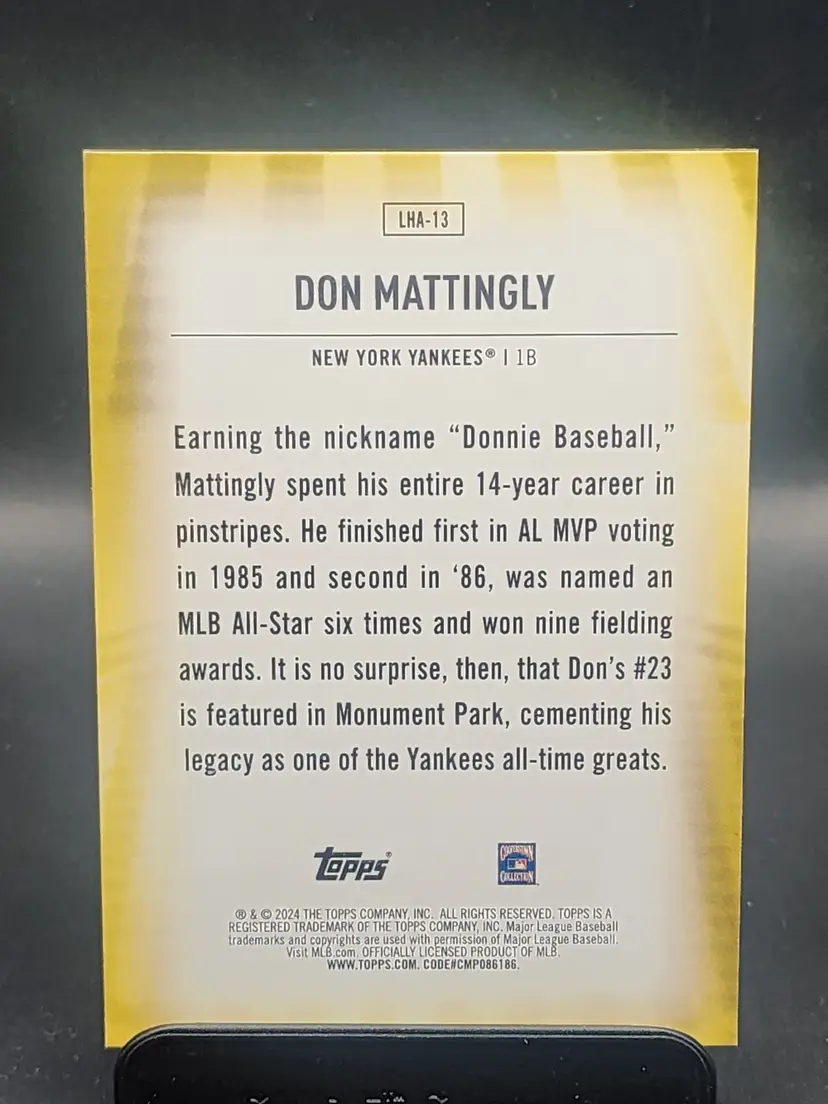 LHA-13
DON MATTINGLY
NEW YORK YANKEES® | 1B
Earning the nickname “Donnie Baseball,”
Mattingly spent his entire 14-year career in
pinstripes. He finished first in AL MVP voting
in 1985 and second in ‘86, was named an
MLB All-Star six times and won nine fielding
awards. It is no surprise, then, that Don’s #23
is featured in Monument Park, cementing his
legacy as one of the Yankees all-time greats.
Topps®
COOPERSTOWN
COLLECTION
® & © 2024 THE TOPPS COMPANY, INC. ALL RIGHTS RESERVED. TOPPS IS A
REGISTERED TRADEMARK OF THE TOPPS COMPANY, INC. Major League Baseball
trademarks and copyrights are used with permission of Major League Baseball.
Visit MLB.com. OFFICIALLY LICENSED PRODUCT OF MLB.
WWW.TOPPS.COM. CODE#CMP086186.